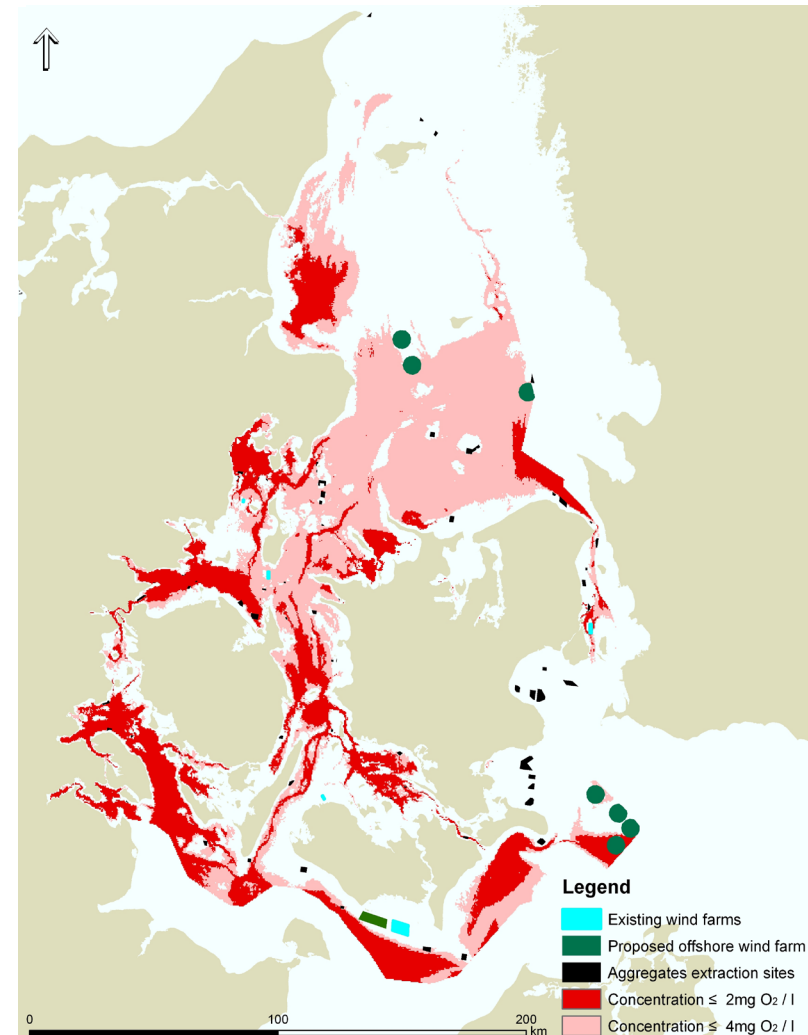 Legend
Existing wind farms
Proposed offshore wind farm
Aggregates extraction sites
Concentration ≤ 2mg O₂ / l
Concentration ≤ 4mg O₂ / l
0 100 200
km